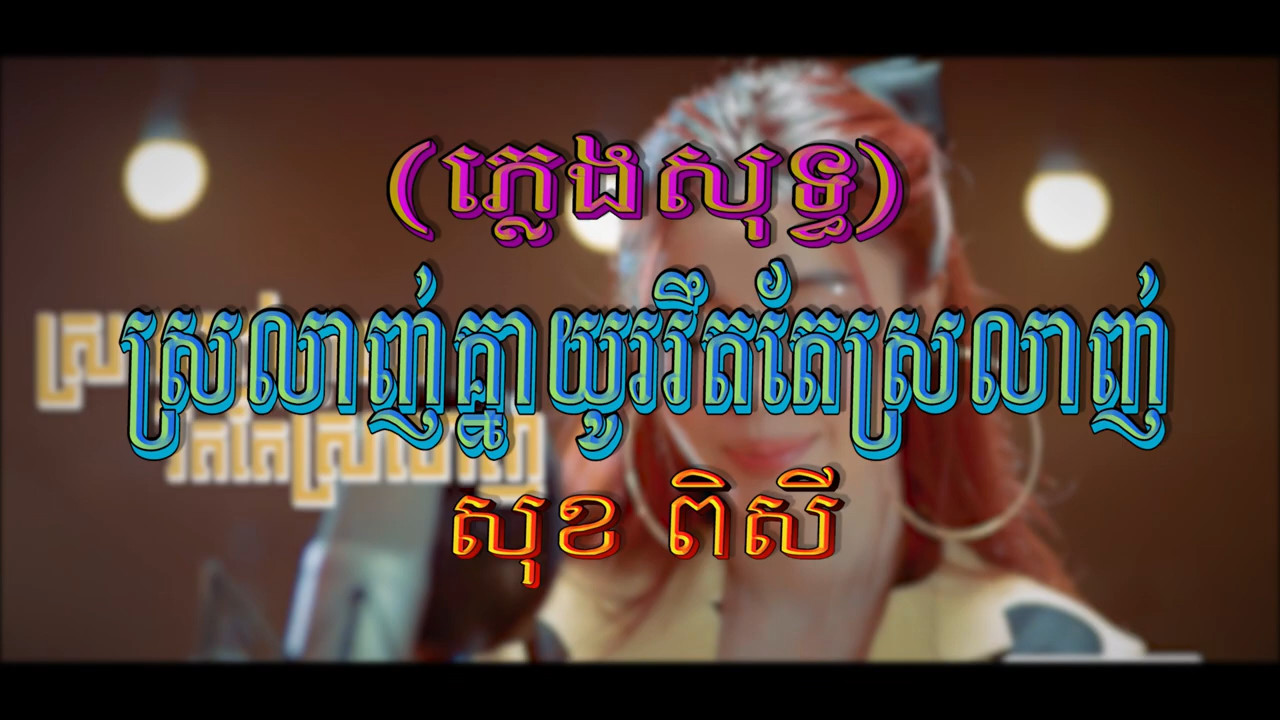 (ភ្លេងសុទ្ធ)
ស្រលាញ់គ្នាយូរវរឹតតែស្រលាញ់
សុខ ពិសី